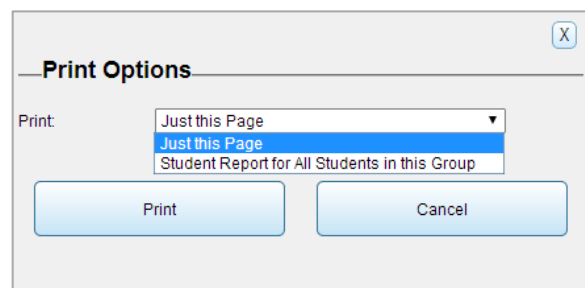 X
Print Options
Print: Just this Page ▼
Just this Page
Student Report for All Students in this Group
Print Cancel